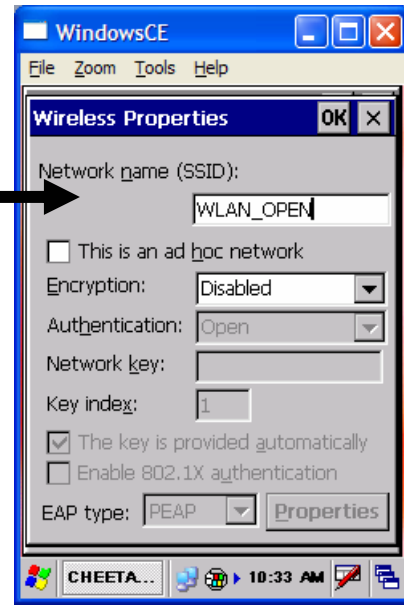 WindowsCE
File Zoom Tools Help
Wireless Properties OK ×
Network name (SSID):
WLAN_OPEN
This is an ad hoc network
Encryption: Disabled
Authentication: Open
Network key:
Key index: 1
The key is provided automatically
Enable 802.1X authentication
EAP type: PEAP Properties
CHEETA... 10:33 AM